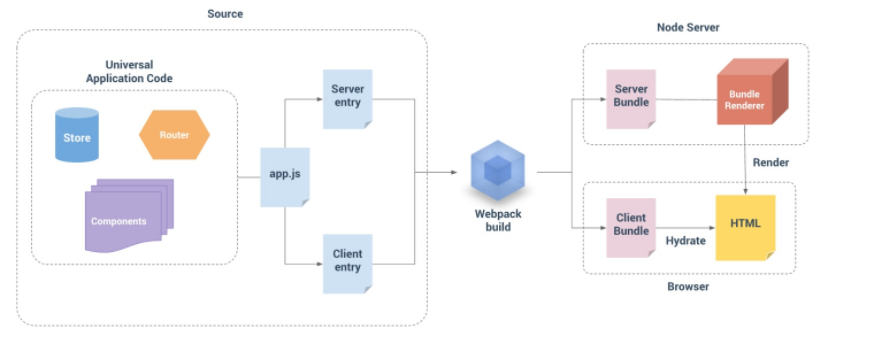 Source
Node Server
Universal
Application Code
Store
Router
Components
app.js
Server
entry
Client
entry
Webpack
build
Server
Bundle
Bundle
Renderer
Render
Client
Bundle
Hydrate
HTML
Browser